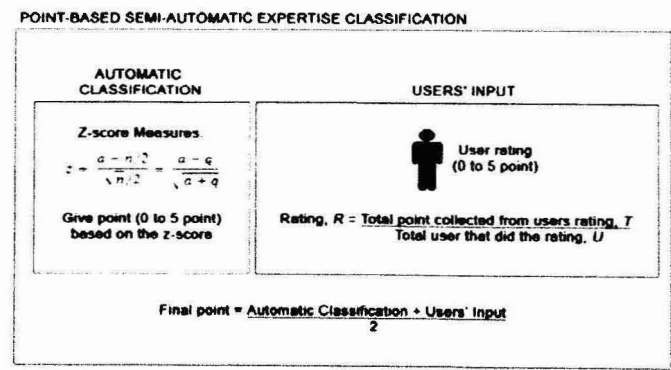 POINT-BASED SEMI-AUTOMATIC EXPERTISE CLASSIFICATION
AUTOMATIC
CLASSIFICATION
Z-score Measures.
z = (a - n/2) / (√n/2) = (a - q) / √(a + q)
Give point (0 to 5 point)
based on the z-score
USERS' INPUT
User rating
(0 to 5 point)
Rating, R = Total point collected from users rating, T
Total user that did the rating, U
Final point = Automatic Classification + Users' Input
2